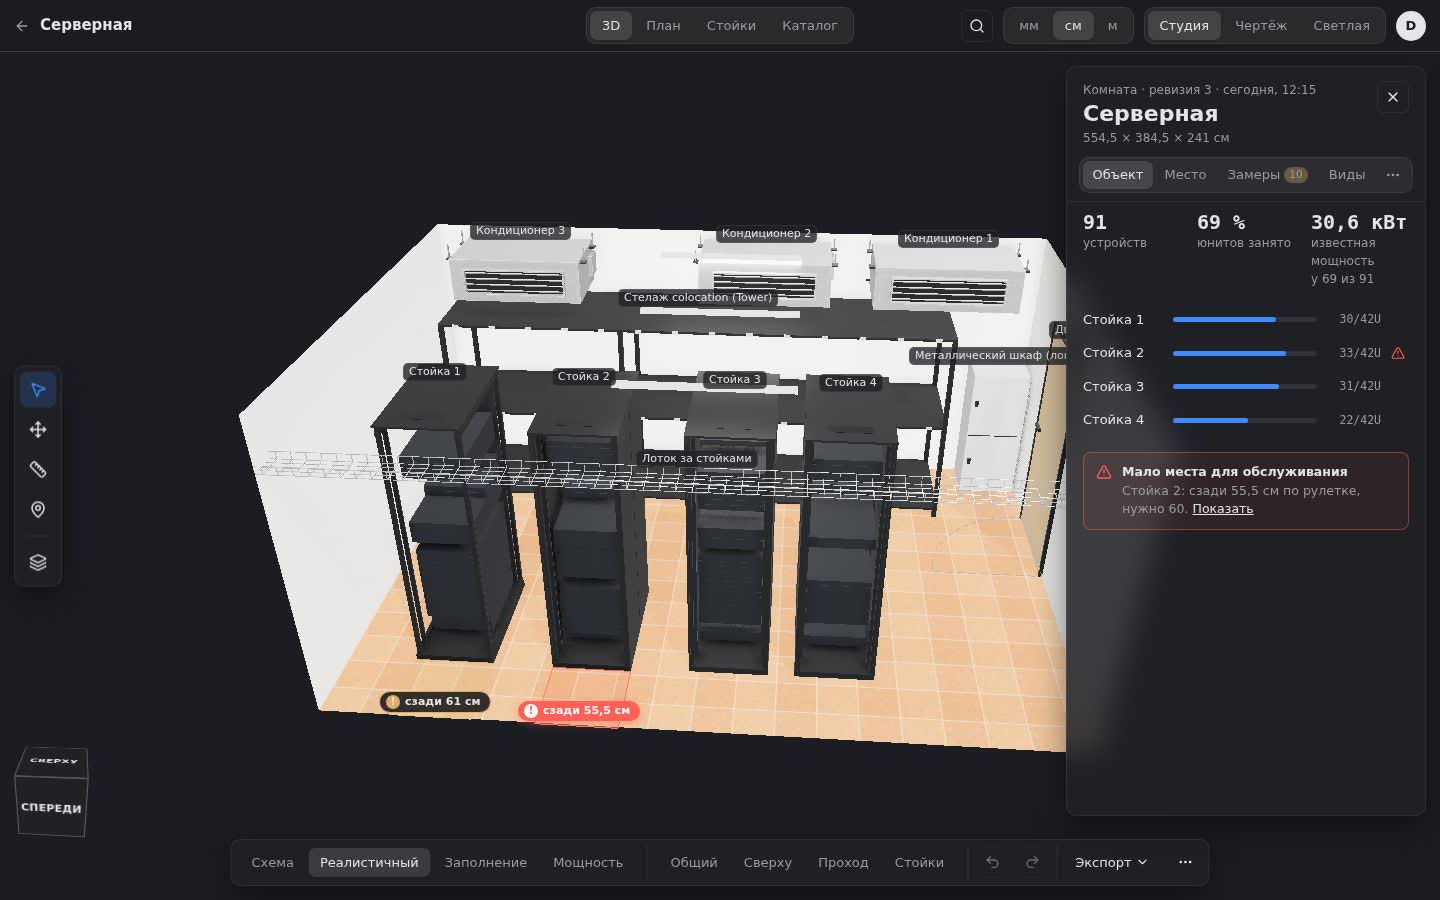 Серверная
3D План Стойки Каталог
мм см м
Студия Чертёж Светлая
D
Комната · ревизия 3 · сегодня, 12:15
Серверная
554,5 × 384,5 × 241 см
Объект Место Замеры 10 Виды
91
устройств
69 %
юнитов занято
30,6 кВт
известная
мощность
у 69 из 91
Стойка 1 30/42U
Стойка 2 33/42U
Стойка 3 31/42U
Стойка 4 22/42U
Мало места для обслуживания
Стойка 2: сзади 55,5 см по рулетке,
нужно 60. Показать
Кондиционер 3
Кондиционер 2
Кондиционер 1
Стелаж colocation (Tower)
Металлический шкаф
Стойка 1
Стойка 2
Стойка 3
Стойка 4
Лоток за стойками
сзади 61 см
сзади 55,5 см
СВЕРХУ
СПЕРЕДИ
Схема Реалистичный Заполнение Мощность
Общий Сверху Проход Стойки
Экспорт